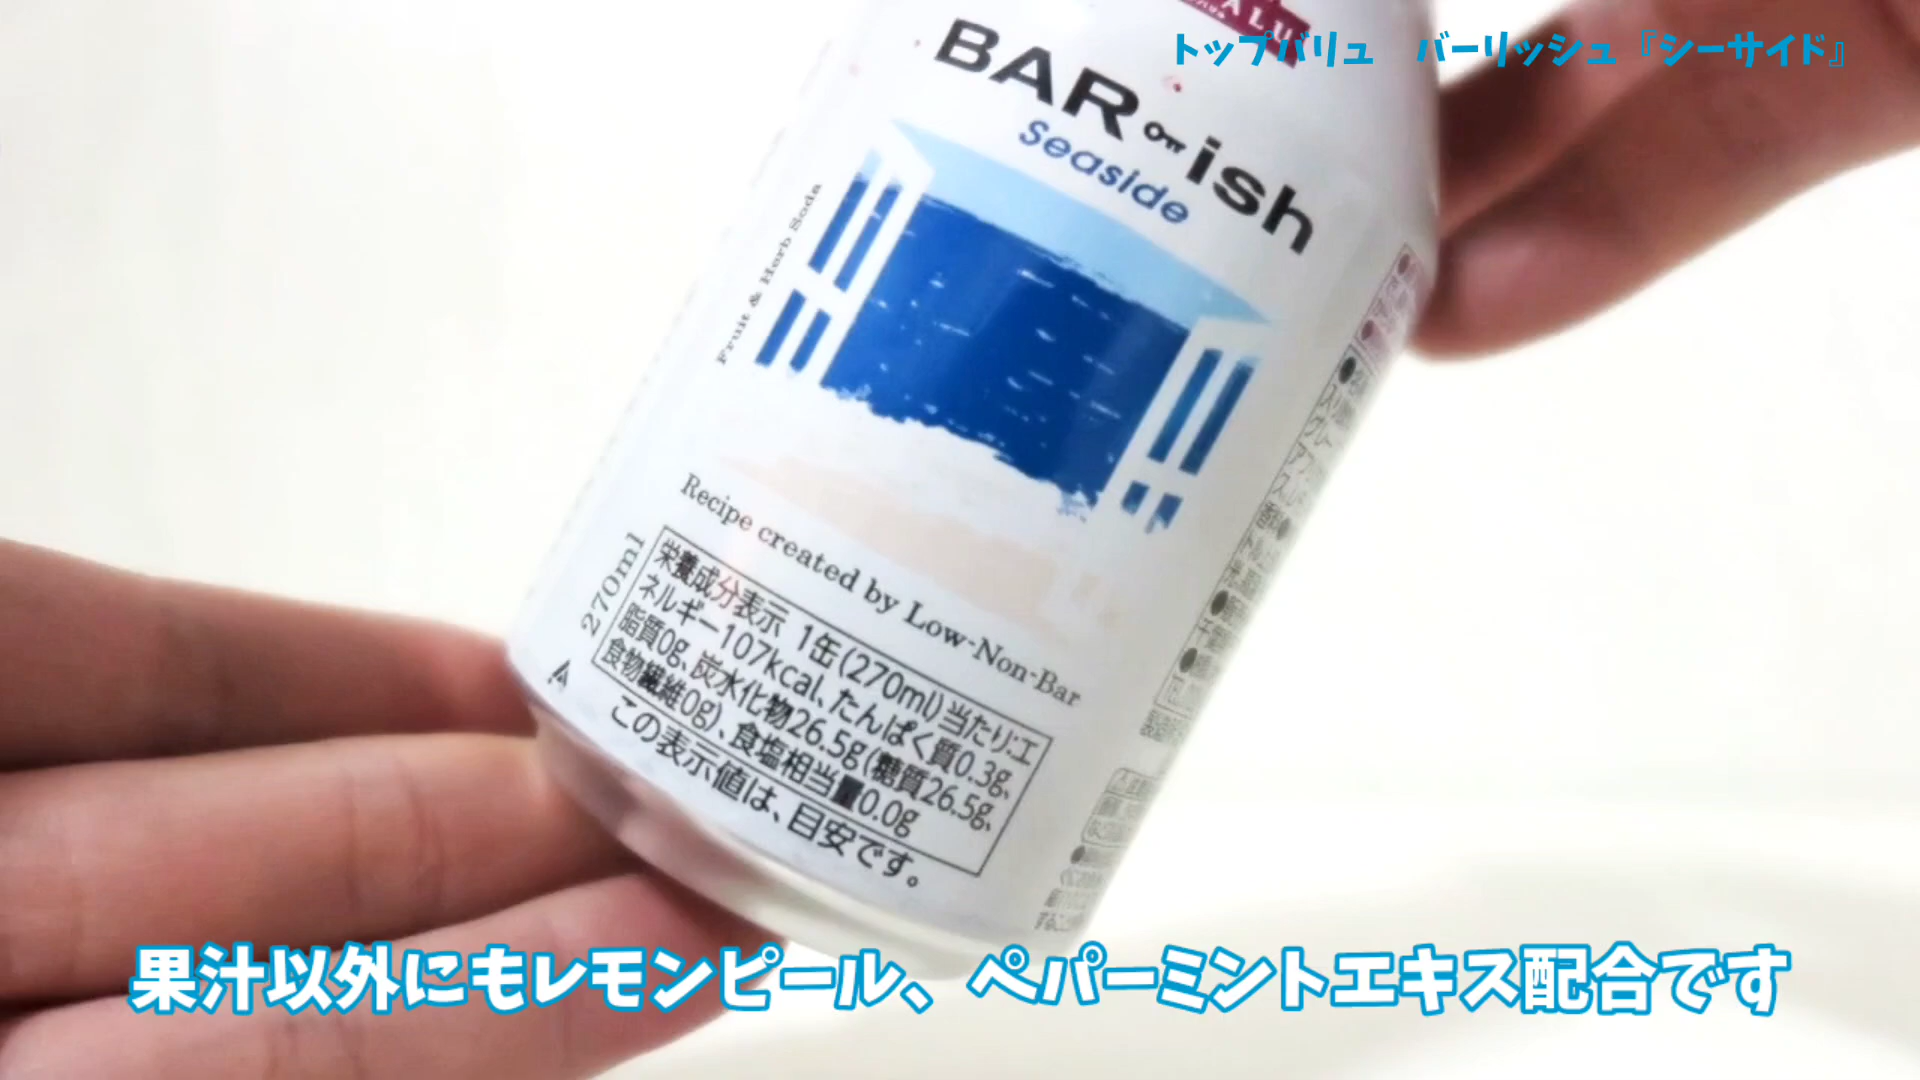 トップバリュ　バーリッシュ『シーサイド』
BAR ish
Seaside
Fruit & Herb Soda
Recipe created by Low-Non-Bar
270ml
栄養成分表示 1缶(270ml)当たり:エ
ネルギー107kcal、たんぱく質0.3g、
脂質0g、炭水化物26.5g(糖質26.5g、
食物繊維0g)、食塩相当量0.0g
この表示値は、目安です。
果汁以外にもレモンピール、ペパーミントエキス配合です